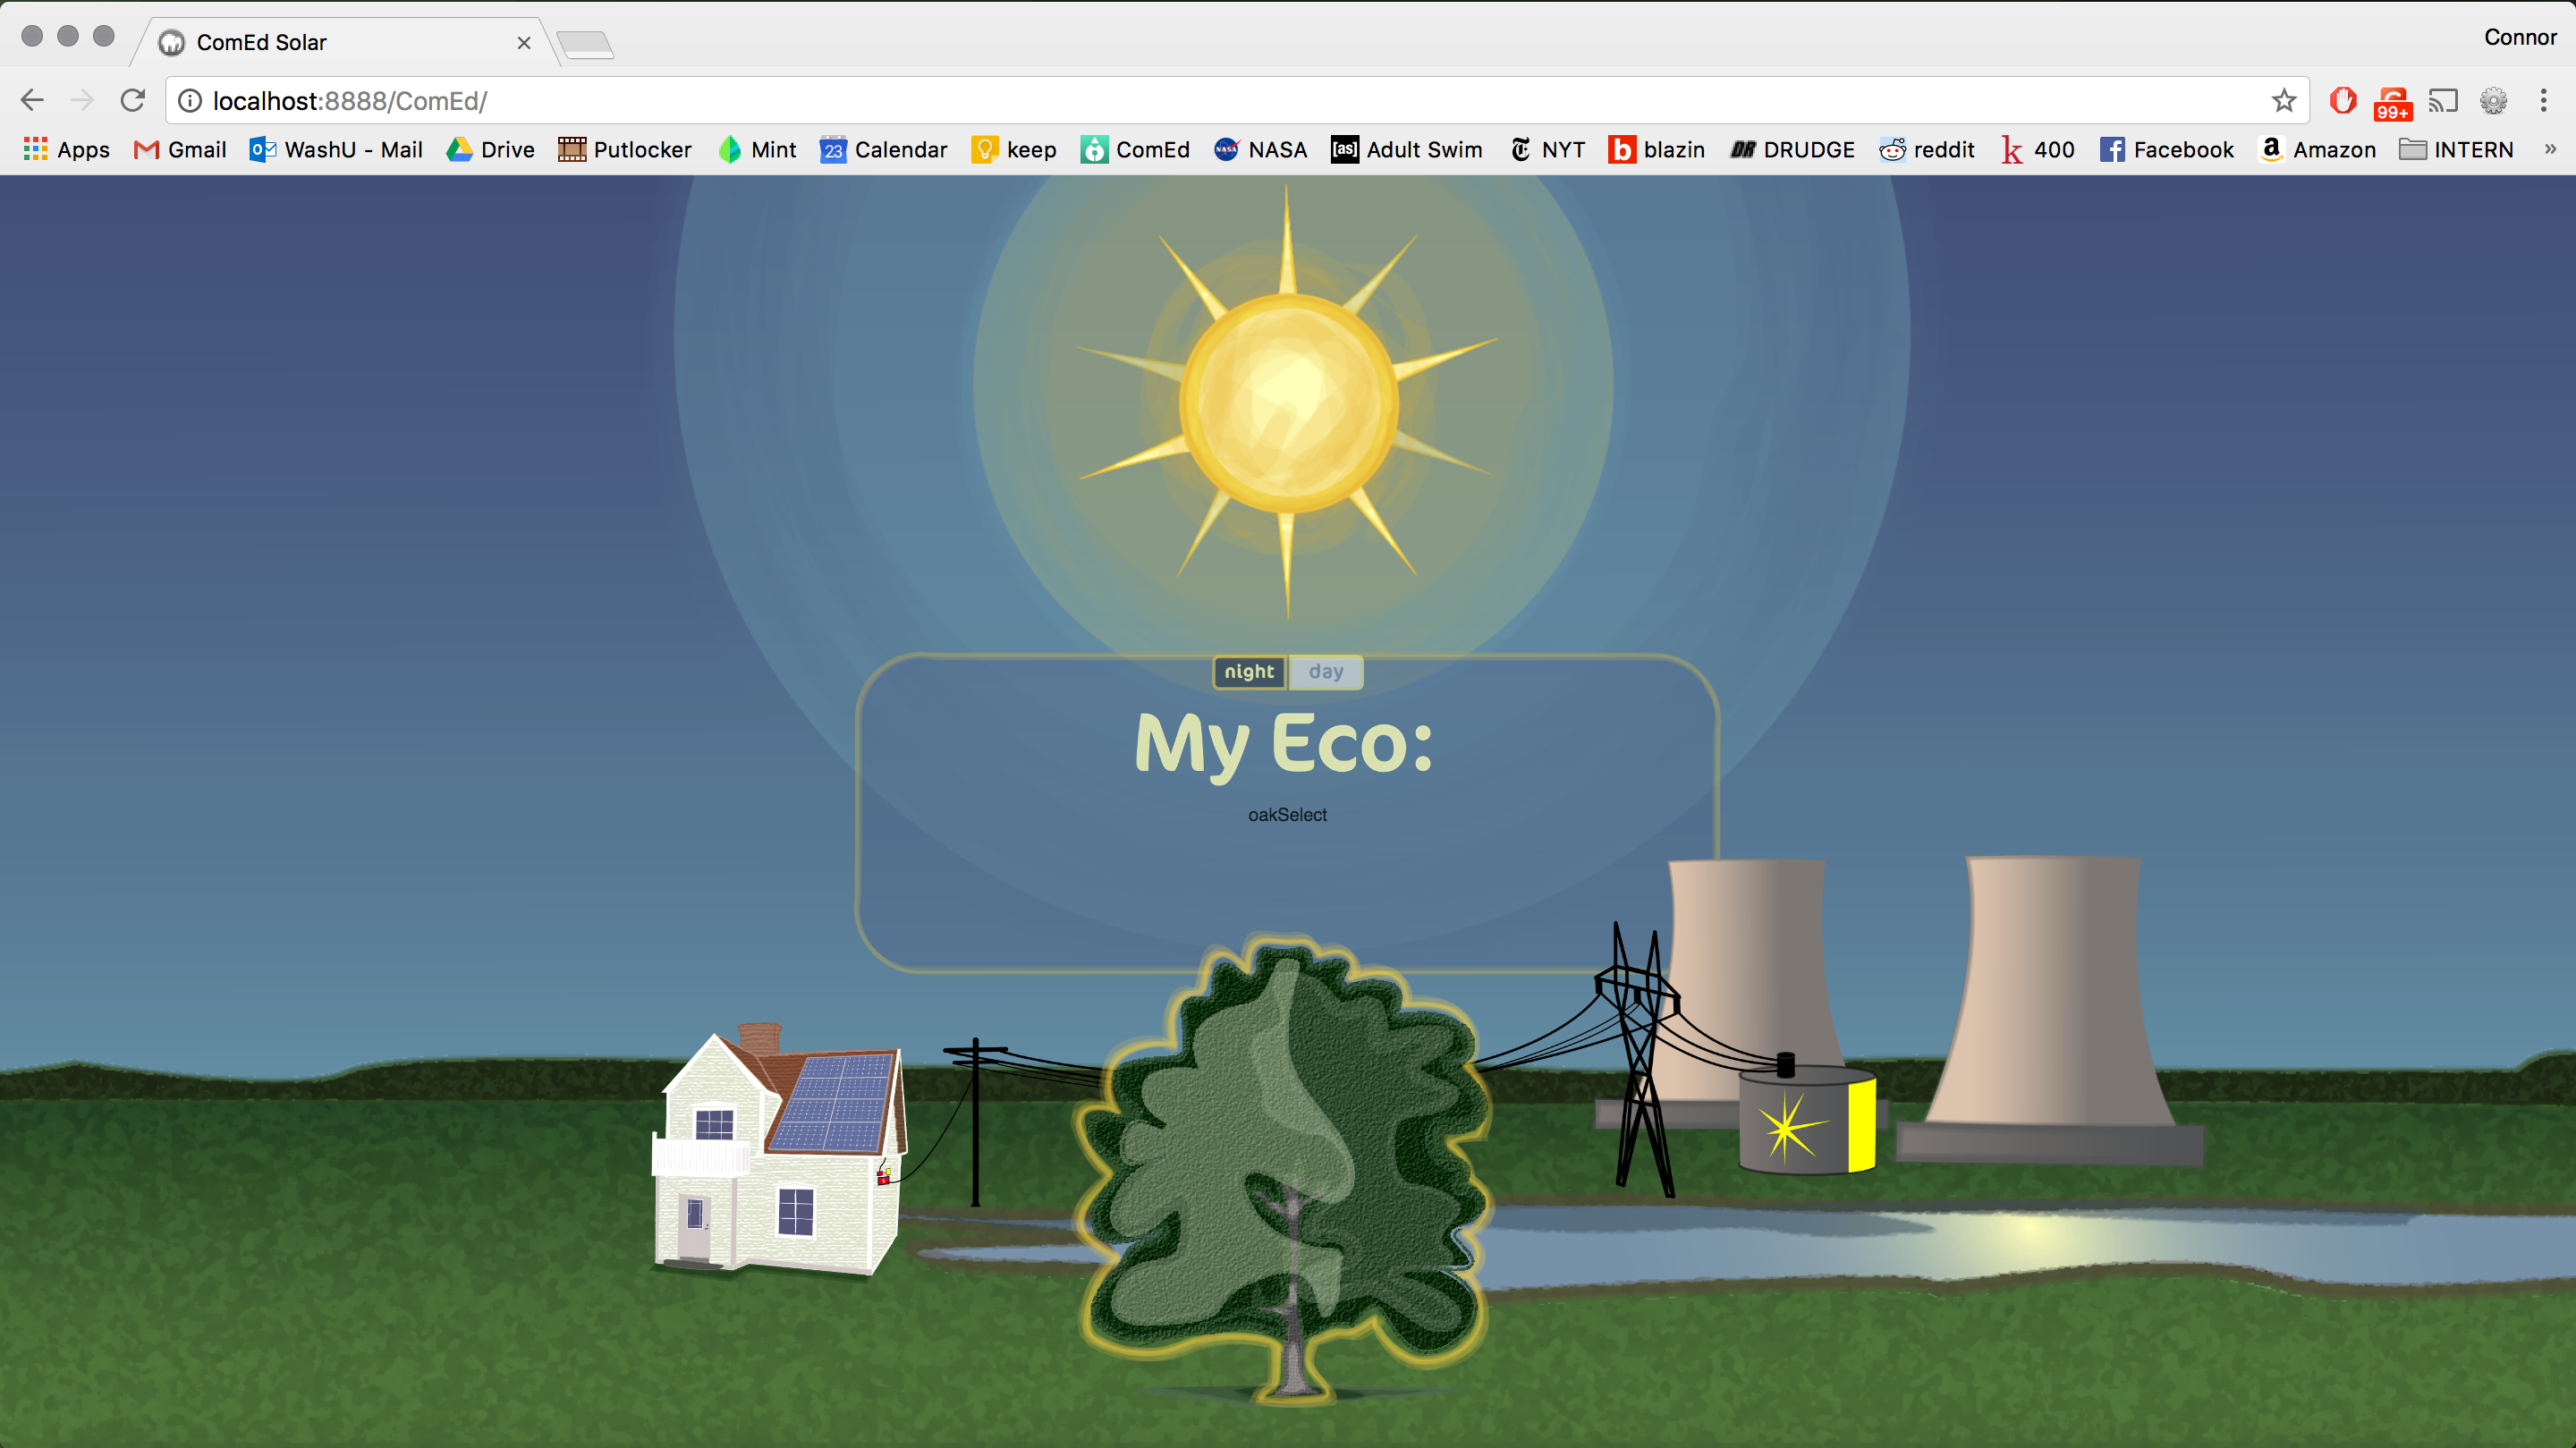 ComEd Solar
Connor
localhost:8888/ComEd/
99+
Apps Gmail WashU - Mail Drive Putlocker Mint 23 Calendar keep ComEd NASA [as] Adult Swim NYT b blazin DR DRUDGE reddit k 400 Facebook a Amazon INTERN »
night day
My Eco:
oakSelect